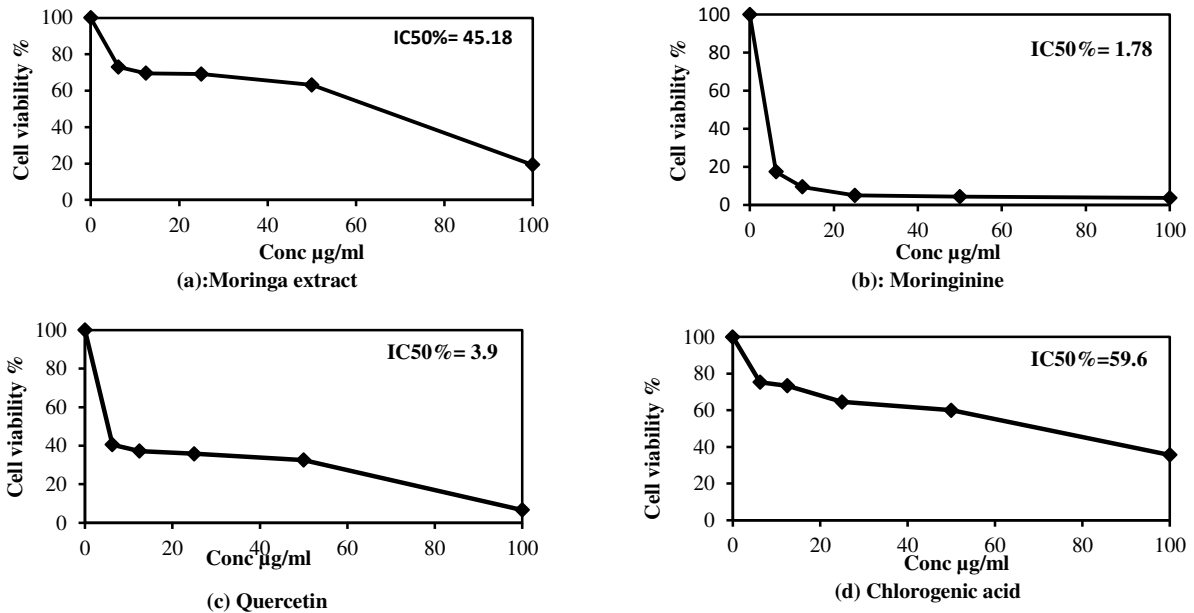 100
80
60
40
20
0
Cell viability %
IC50%= 45.18
0 20 40 60 80 100
Conc µg/ml
(a):Moringa extract
100
80
60
40
20
0
Cell viability %
IC50%= 1.78
0 20 40 60 80 100
Conc µg/ml
(b): Moringinine
100
80
60
40
20
0
Cell viability %
IC50%= 3.9
0 20 40 60 80 100
Conc µg/ml
(c) Quercetin
100
80
60
40
20
0
Cell viability %
IC50%=59.6
0 20 40 60 80 100
Conc µg/ml
(d) Chlorogenic acid